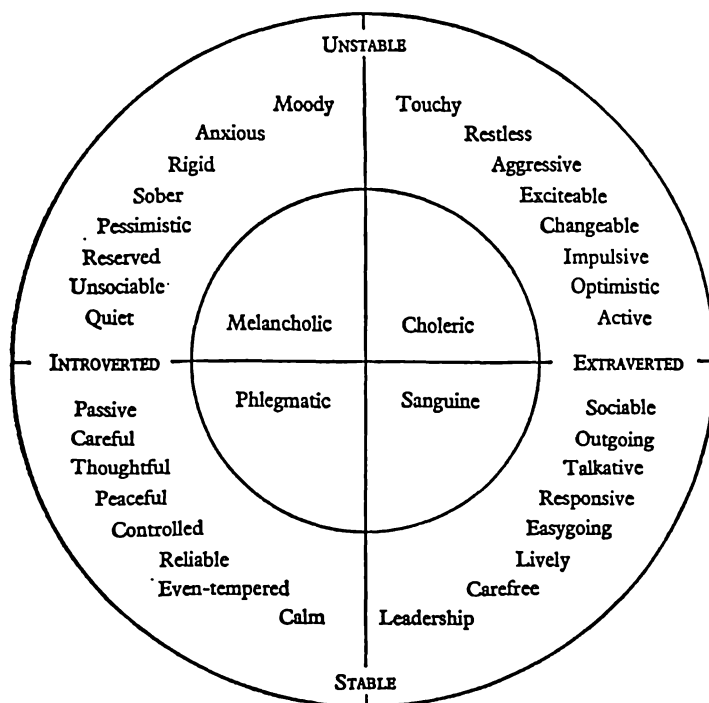 UNSTABLE
Moody Touchy
Anxious Restless
Rigid Aggressive
Sober Exciteable
Pessimistic Changeable
Reserved Impulsive
Unsociable Optimistic
Quiet Melancholic Choleric Active
INTROVERTED EXTRAVERTED
Passive Phlegmatic Sanguine Sociable
Careful Outgoing
Thoughtful Talkative
Peaceful Responsive
Controlled Easygoing
Reliable Lively
Even-tempered Carefree
Calm Leadership
STABLE